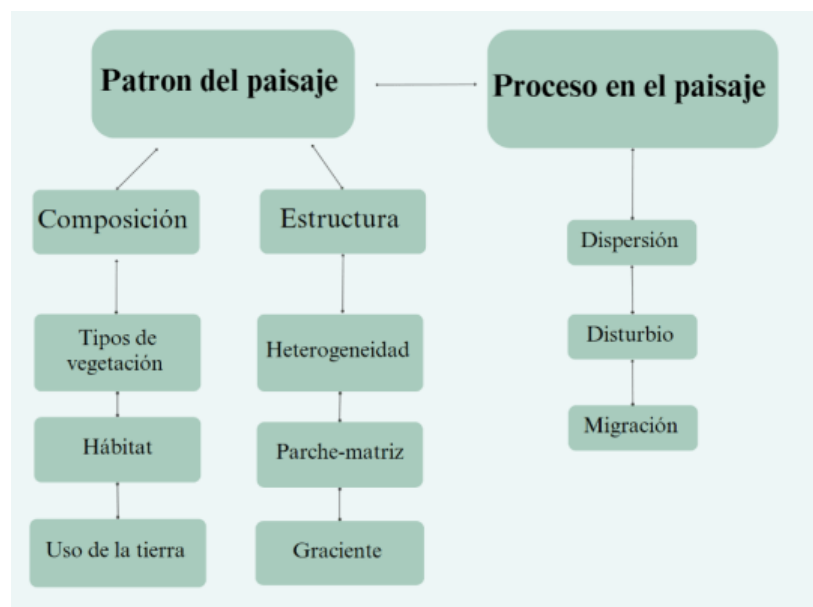 Patron del paisaje
Proceso en el paisaje
Composición
Estructura
Dispersión
Tipos de
vegetación
Heterogeneidad
Disturbio
Hábitat
Parche-matriz
Migración
Uso de la tierra
Graciente